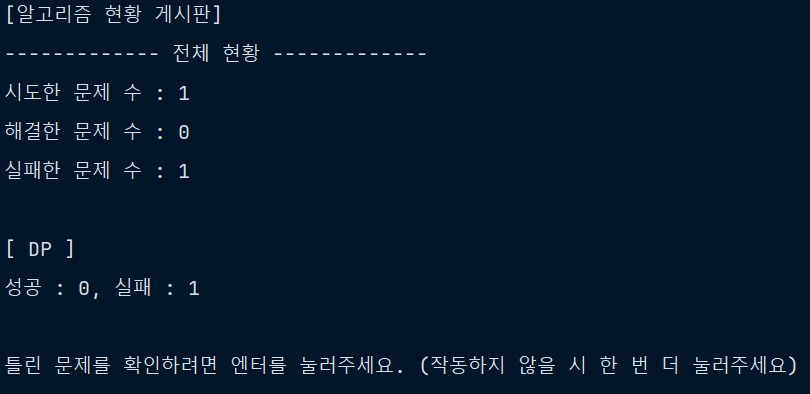 [알고리즘 현황 게시판]
------------- 전체 현황 -------------
시도한 문제 수 : 1
해결한 문제 수 : 0
실패한 문제 수 : 1
[ DP ]
성공 : 0, 실패 : 1
틀린 문제를 확인하려면 엔터를 눌러주세요. (작동하지 않을 시 한 번 더 눌러주세요)